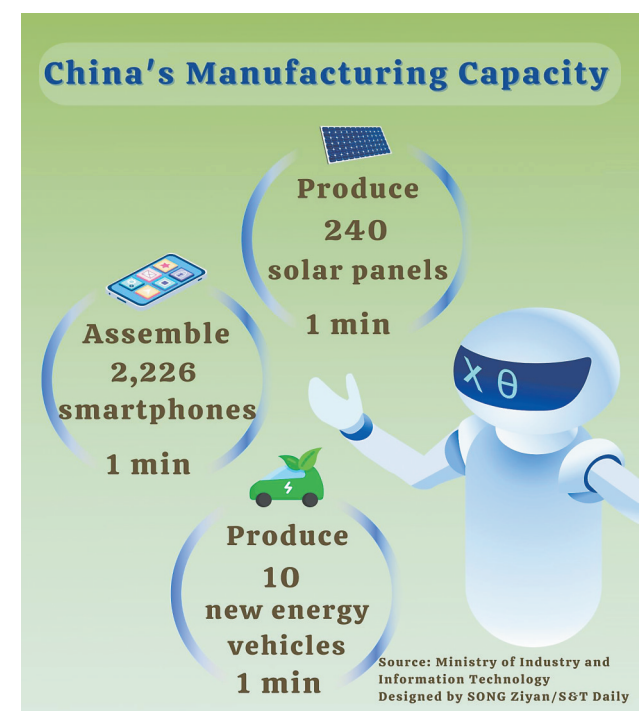 China's Manufacturing Capacity
Produce
240
solar panels
1 min
Assemble
2,226
smartphones
1 min
Produce
10
new energy
vehicles
1 min
Source: Ministry of Industry and
Information Technology
Designed by SONG Ziyan/S&T Daily